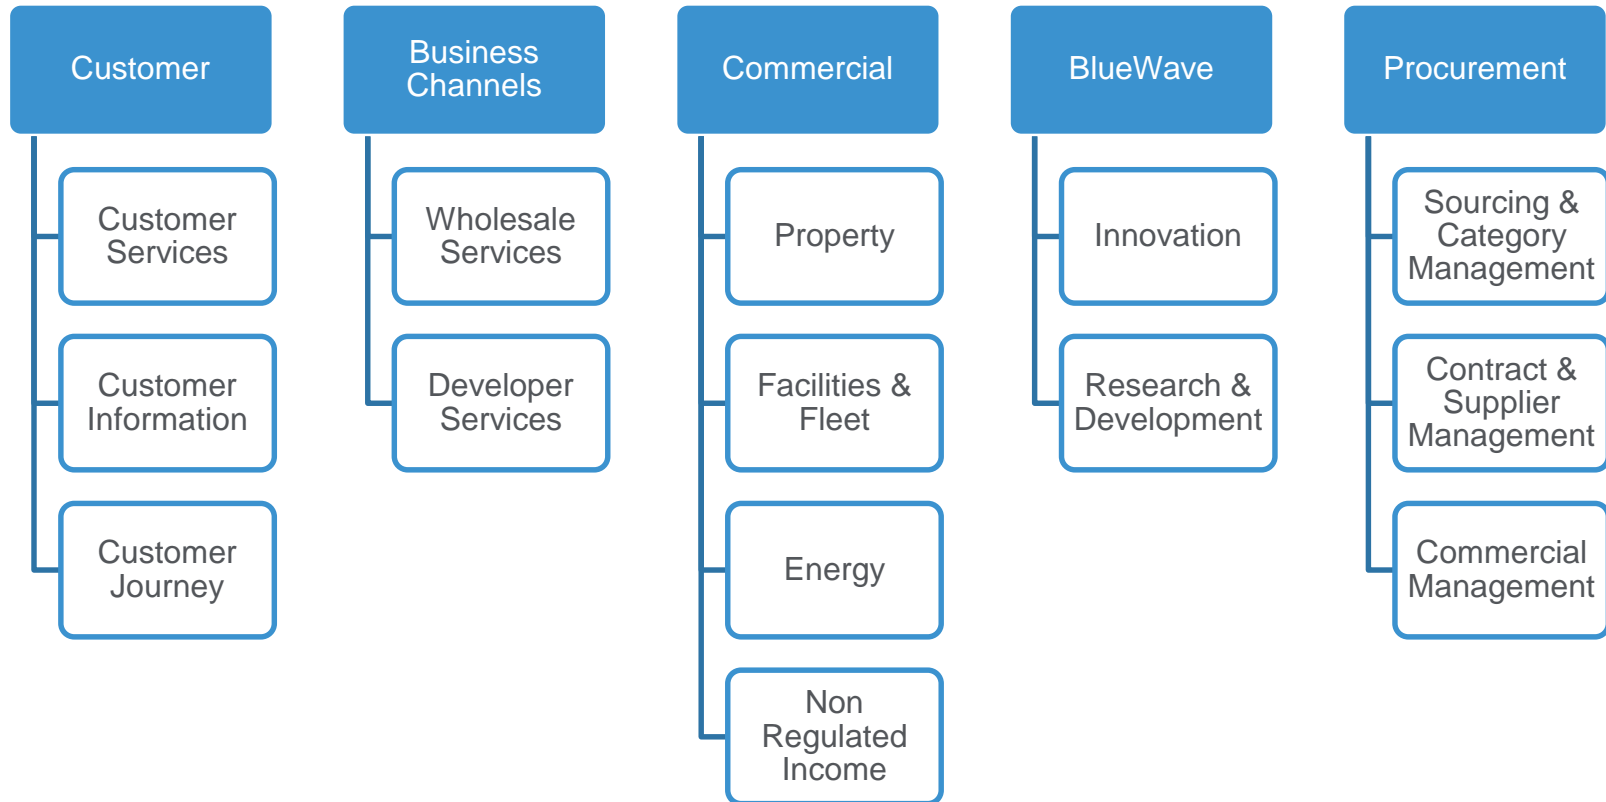 Customer
Customer
Services
Customer
Information
Customer
Journey
Business
Channels
Wholesale
Services
Developer
Services
Commercial
Property
Facilities &
Fleet
Energy
Non
Regulated
Income
BlueWave
Innovation
Research &
Development
Procurement
Sourcing &
Category
Management
Contract &
Supplier
Management
Commercial
Management